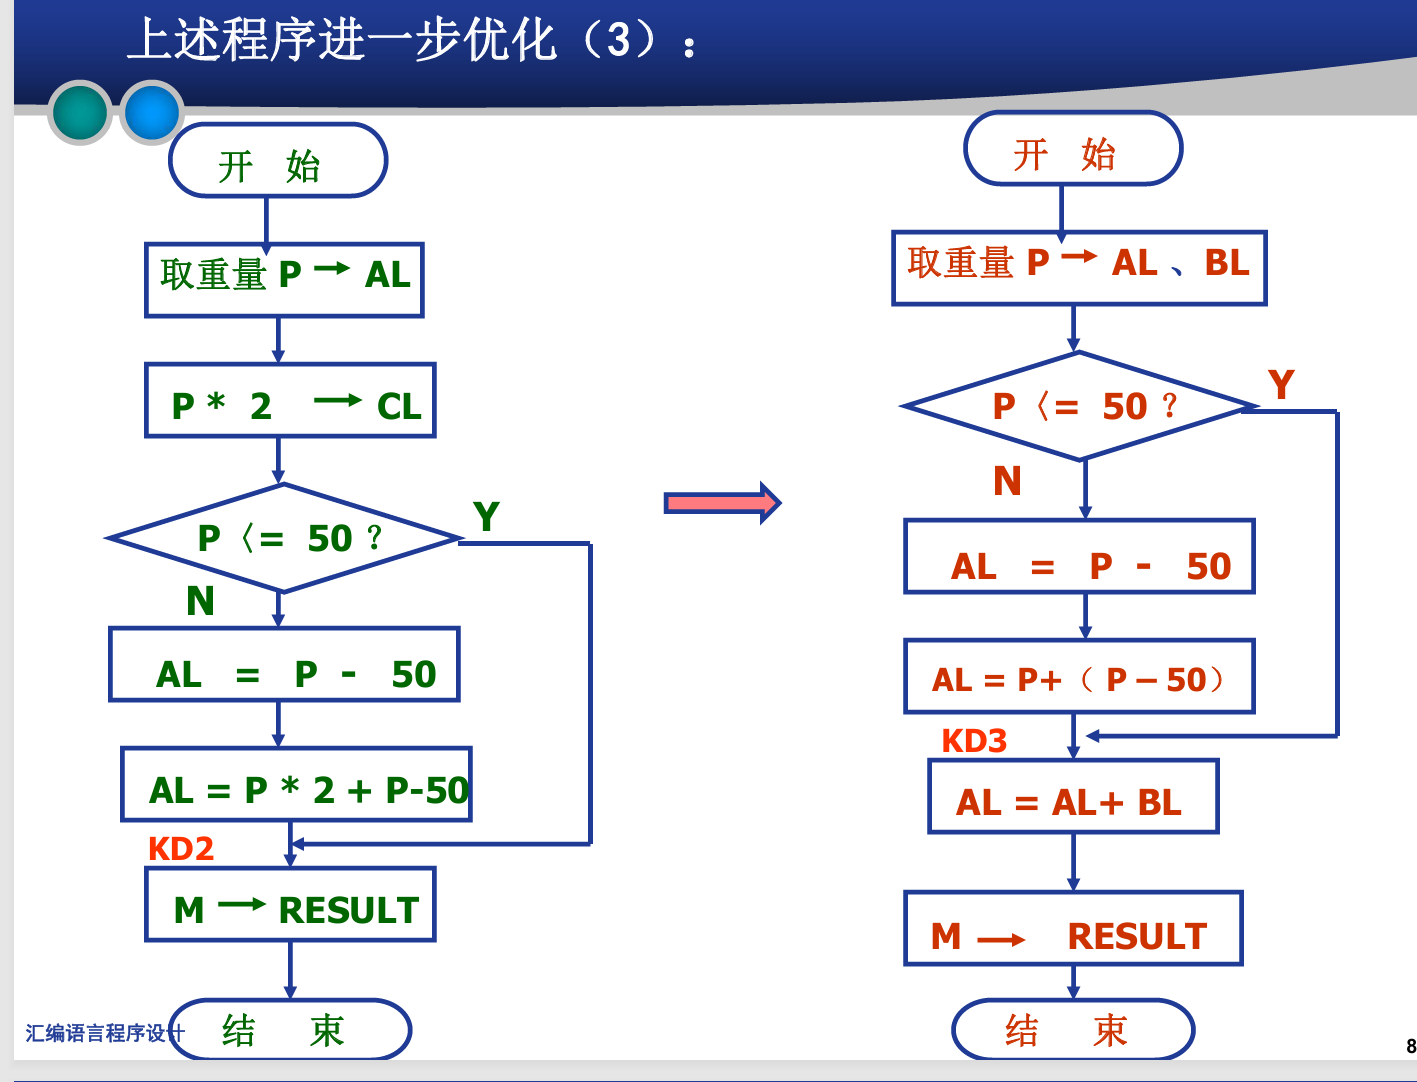 上述程序进一步优化（3）：
开 始
取重量 P → AL
P * 2 → CL
P〈= 50 ?
Y
N
AL = P - 50
AL = P * 2 + P-50
KD2
M → RESULT
结 束
开 始
取重量 P → AL 、BL
P〈= 50 ?
Y
N
AL = P - 50
AL = P+（ P – 50）
KD3
AL = AL+ BL
M → RESULT
结 束
汇编语言程序设计
8